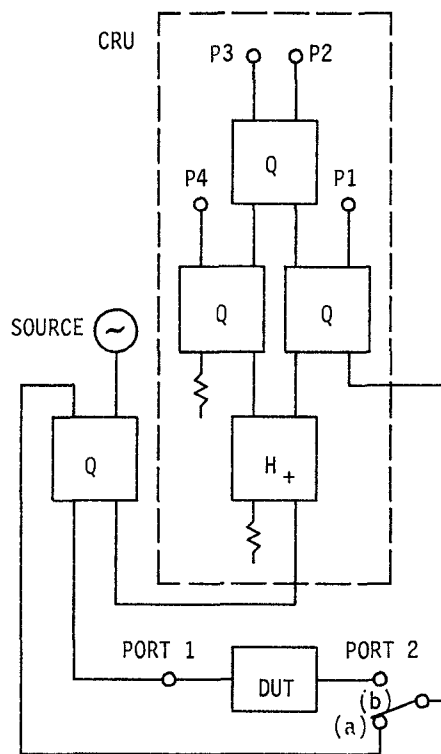 CRU
P3 P2
Q
P4 P1
Q Q
SOURCE ~
Q
H+
PORT 1 PORT 2
DUT
(b)
(a)